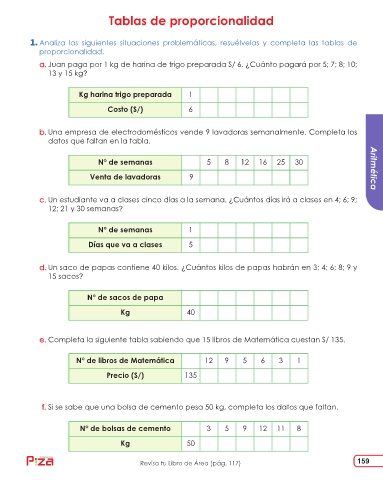 Tablas de proporcionalidad
1. Analiza las siguientes situaciones problemáticas, resuélvelas y completa las tablas de
proporcionalidad.
a. Juan paga por 1 kg de harina de trigo preparada S/ 6. ¿Cuánto pagará por 5; 7; 8; 10;
13 y 15 kg?
Kg harina trigo preparada 1
Costo (S/) 6
b. Una empresa de electrodomésticos vende 9 lavadoras semanalmente. Completa los
datos que faltan en la tabla.
N° de semanas 5 8 12 16 25 30
Venta de lavadoras 9
Aritmética
c. Un estudiante va a clases cinco días a la semana. ¿Cuántos días irá a clases en 4; 6; 9;
12; 21 y 30 semanas?
N° de semanas 1
Días que va a clases 5
d. Un saco de papas contiene 40 kilos. ¿Cuántos kilos de papas habrán en 3; 4; 6; 8; 9 y
15 sacos?
N° de sacos de papa
Kg 40
e. Completa la siguiente tabla sabiendo que 15 libros de Matemática cuestan S/ 135.
N° de libros de Matemática 12 9 5 6 3 1
Precio (S/) 135
f. Si se sabe que una bolsa de cemento pesa 50 kg, completa los datos que faltan.
N° de bolsas de cemento 3 5 9 12 11 8
Kg 50
Revisa tu Libro de Área (pág. 117)
159